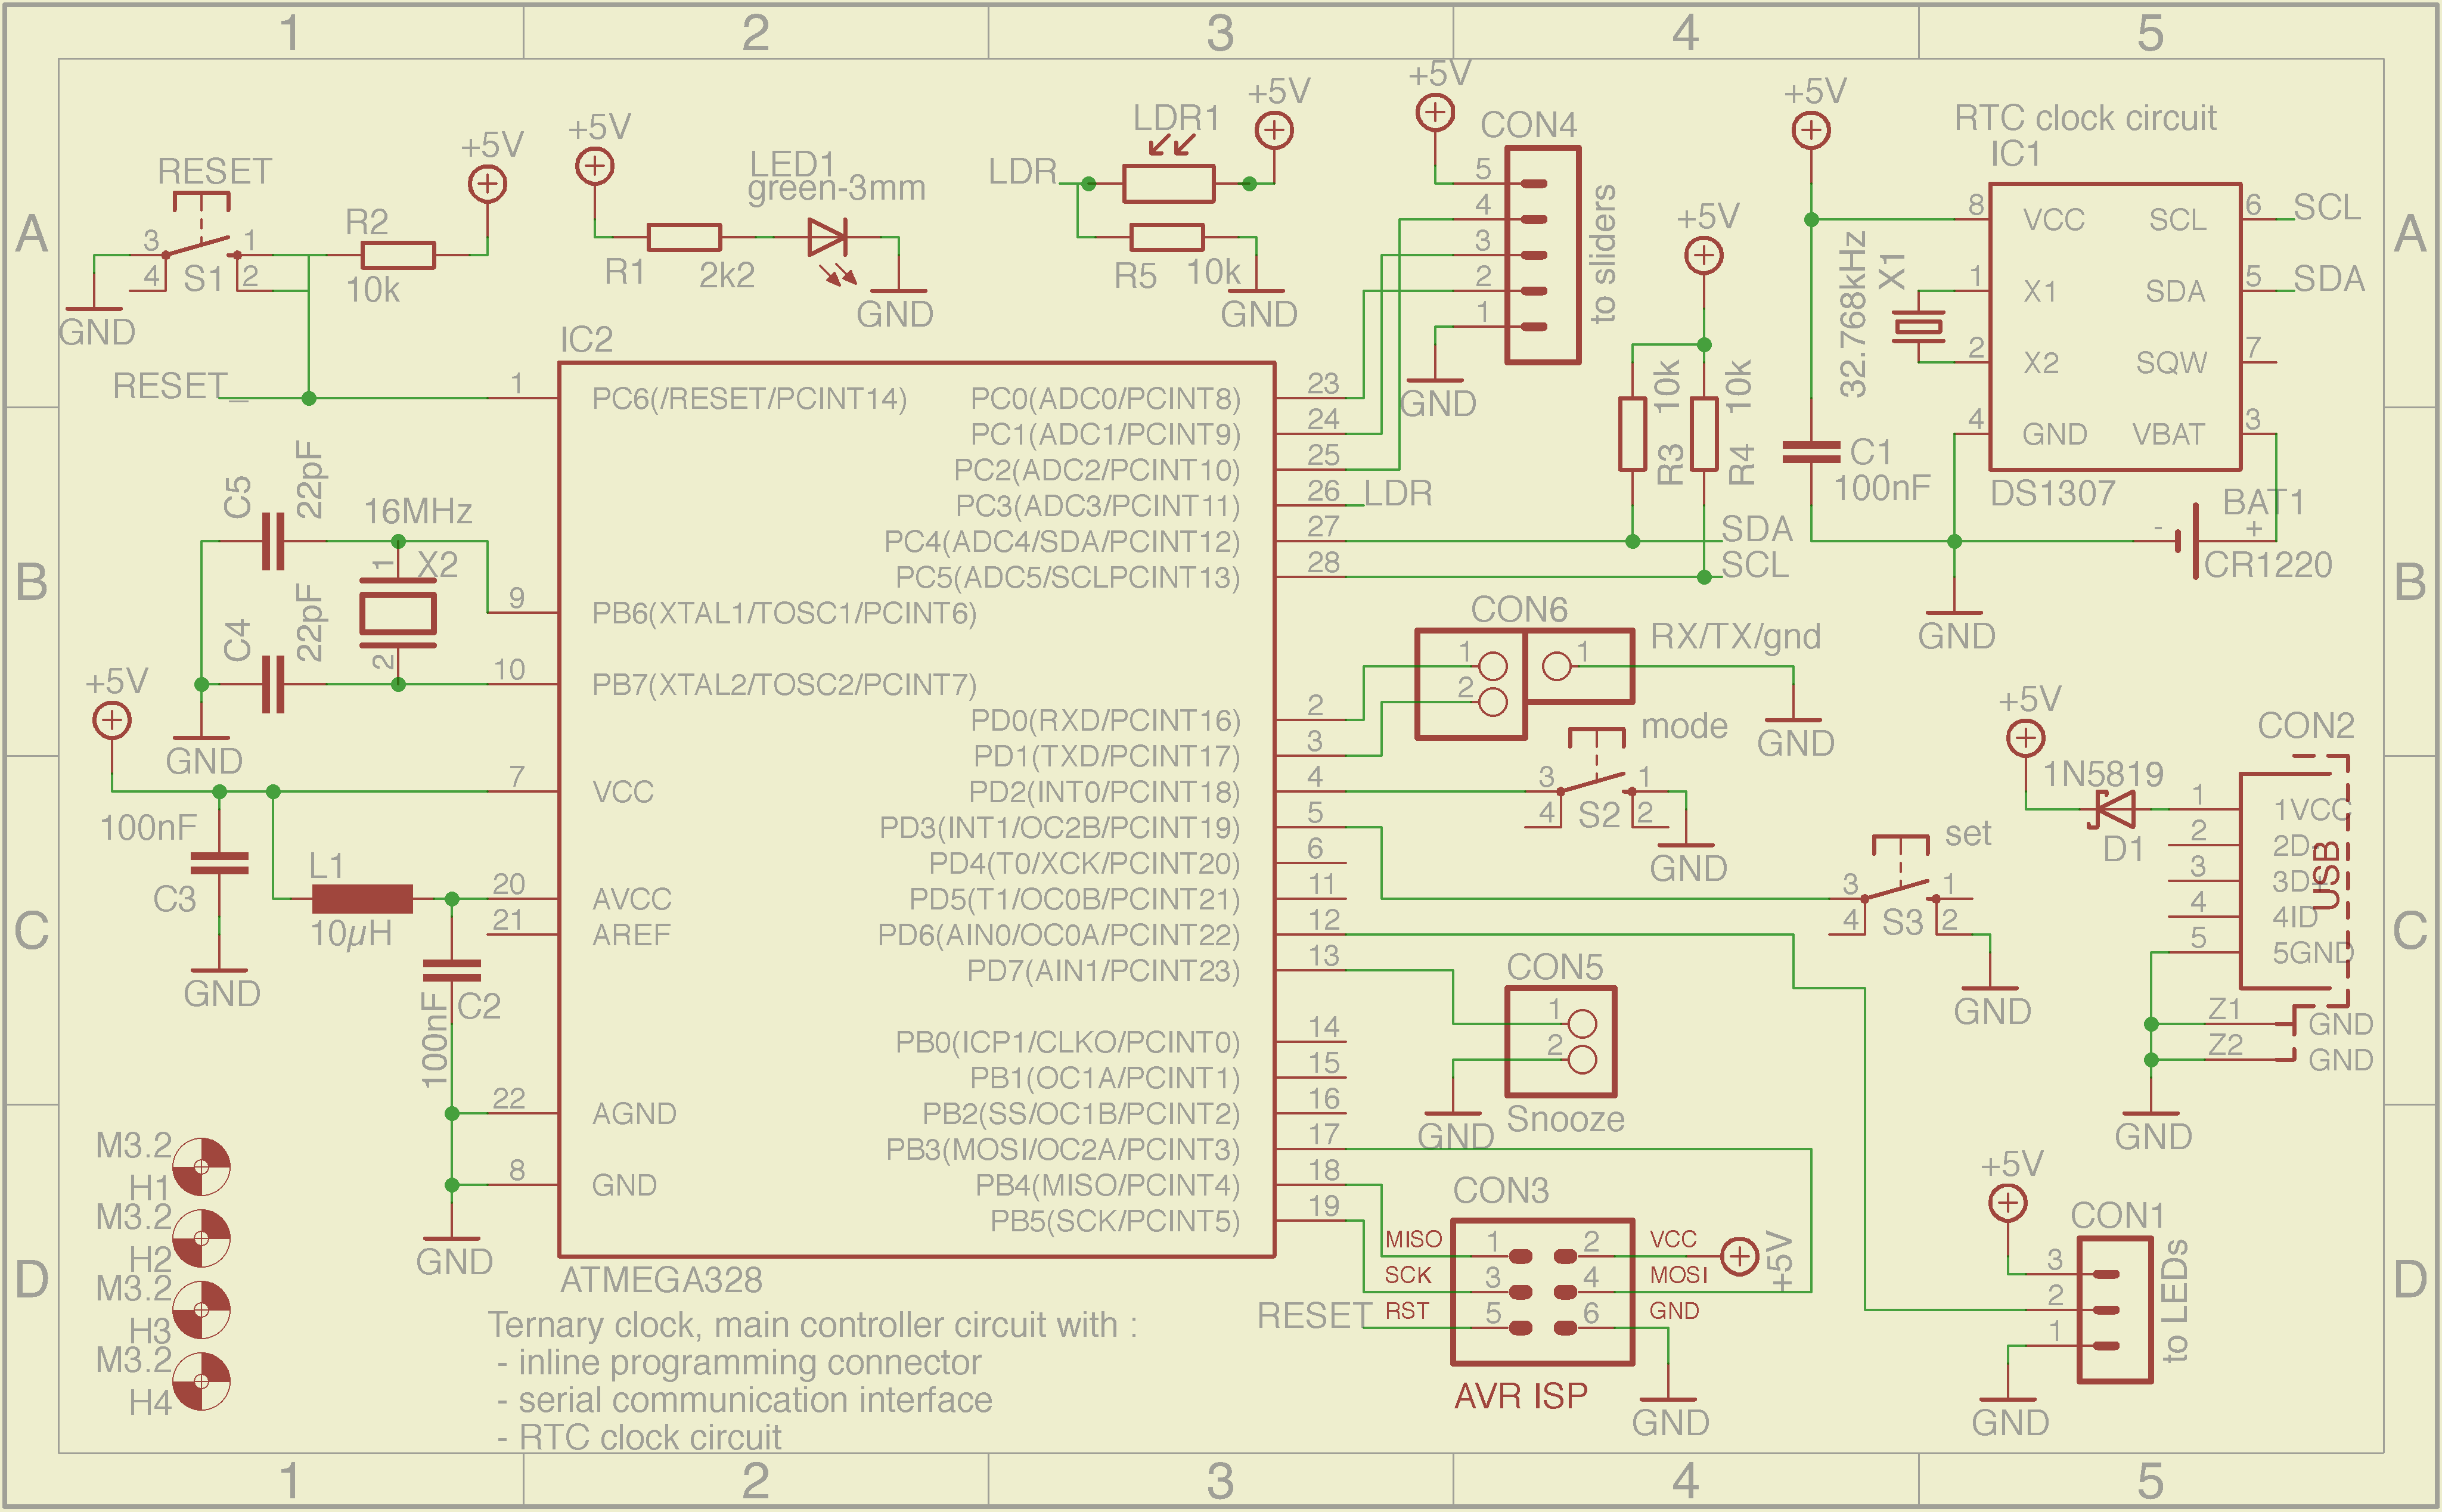 1 2 3 4 5
A
B
C
D
A
B
C
D
RESET
3 1
4 S1 2
GND
R2
10k
+5V
RESET_
+5V
R1
2k2
LED1
green-3mm
GND
LDR
LDR1
+5V
R5 10k
GND
+5V
CON4
5
4
3
2
1
to sliders
GND
+5V
10k
R3
10k
R4
SDA
SCL
+5V
C1
100nF
32.768kHz
X1
RTC clock circuit
IC1
8 VCC SCL 6 SCL
1 X1 SDA 5 SDA
2 X2 SQW 7
4 GND VBAT 3
DS1307
BAT1
- +
CR1220
GND
C5
22pF
C4
22pF
16MHz
1
X2
2
GND
+5V
100nF
C3
GND
L1
10µH
100nF
C2
GND
IC2
1 PC6(/RESET/PCINT14)
9 PB6(XTAL1/TOSC1/PCINT6)
10 PB7(XTAL2/TOSC2/PCINT7)
7 VCC
20 AVCC
21 AREF
22 AGND
8 GND
PC0(ADC0/PCINT8) 23
PC1(ADC1/PCINT9) 24
PC2(ADC2/PCINT10) 25
PC3(ADC3/PCINT11) 26 LDR
PC4(ADC4/SDA/PCINT12) 27
PC5(ADC5/SCLPCINT13) 28
PD0(RXD/PCINT16) 2
PD1(TXD/PCINT17) 3
PD2(INT0/PCINT18) 4
PD3(INT1/OC2B/PCINT19) 5
PD4(T0/XCK/PCINT20) 6
PD5(T1/OC0B/PCINT21) 11
PD6(AIN0/OC0A/PCINT22) 12
PD7(AIN1/PCINT23) 13
PB0(ICP1/CLKO/PCINT0) 14
PB1(OC1A/PCINT1) 15
PB2(SS/OC1B/PCINT2) 16
PB3(MOSI/OC2A/PCINT3) 17
PB4(MISO/PCINT4) 18
PB5(SCK/PCINT5) 19
ATMEGA328
CON6
1 1
2
RX/TX/gnd
GND
mode
3 1
4 S2 2
GND
set
3 1
4 S3 2
GND
+5V
1N5819
D1
CON2
1 1VCC
2 2D-
3 3D+
4 4ID
5 5GND
USB
Z1 GND
Z2 GND
GND
CON5
1
2
GND
Snooze
CON3
MISO 1 2 VCC
SCK 3 4 MOSI
RESET_ RST 5 6 GND
+5V
AVR ISP
GND
+5V
CON1
3
2
1
to LEDs
GND
M3.2
H1
M3.2
H2
M3.2
H3
M3.2
H4
Ternary clock, main controller circuit with :
- inline programming connector
- serial communication interface
- RTC clock circuit
1 2 3 4 5